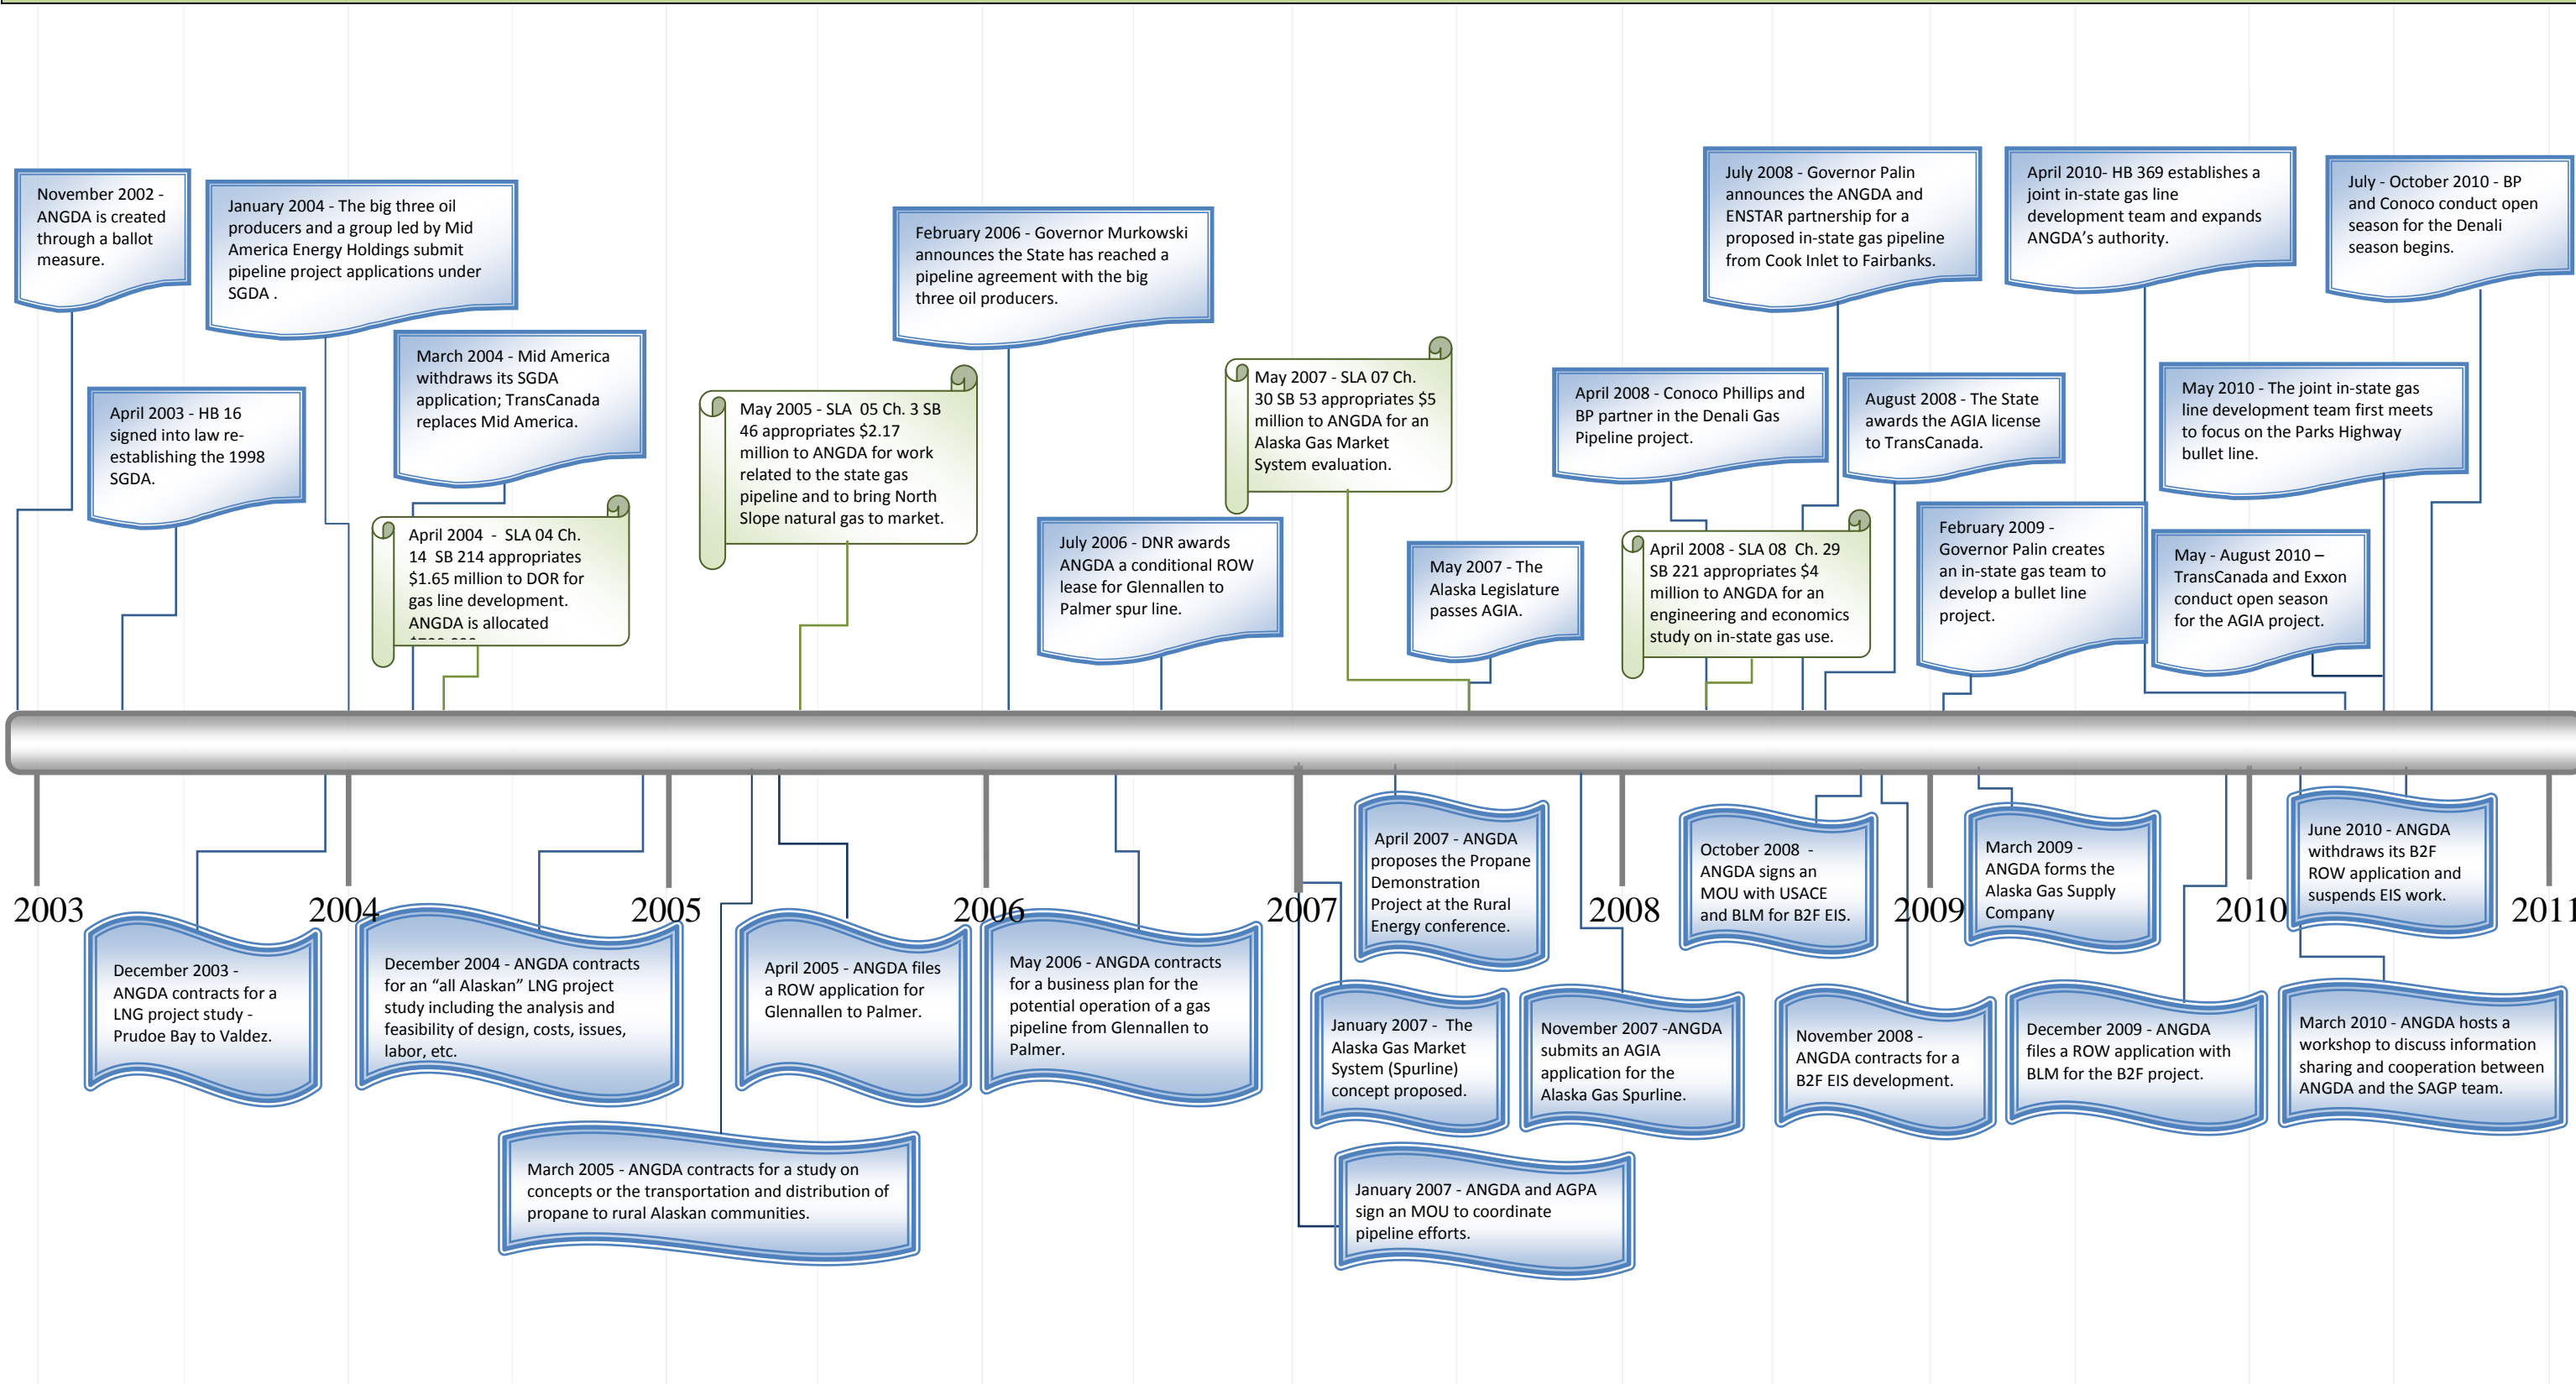 November 2002 -
ANGDA is created
through a ballot
measure.
January 2004 - The big three oil
producers and a group led by Mid
America Energy Holdings submit
pipeline project applications under
SGDA .
April 2003 - HB 16
signed into law re-
establishing the 1998
SGDA.
March 2004 - Mid America
withdraws its SGDA
application; TransCanada
replaces Mid America.
April 2004 - SLA 04 Ch.
14 SB 214 appropriates
$1.65 million to DOR for
gas line development.
ANGDA is allocated
May 2005 - SLA 05 Ch. 3 SB
46 appropriates $2.17
million to ANGDA for work
related to the state gas
pipeline and to bring North
Slope natural gas to market.
February 2006 - Governor Murkowski
announces the State has reached a
pipeline agreement with the big
three oil producers.
July 2006 - DNR awards
ANGDA a conditional ROW
lease for Glennallen to
Palmer spur line.
May 2007 - SLA 07 Ch.
30 SB 53 appropriates $5
million to ANGDA for an
Alaska Gas Market
System evaluation.
May 2007 - The
Alaska Legislature
passes AGIA.
April 2008 - Conoco Phillips and
BP partner in the Denali Gas
Pipeline project.
April 2008 - SLA 08 Ch. 29
SB 221 appropriates $4
million to ANGDA for an
engineering and economics
study on in-state gas use.
July 2008 - Governor Palin
announces the ANGDA and
ENSTAR partnership for a
proposed in-state gas pipeline
from Cook Inlet to Fairbanks.
August 2008 - The State
awards the AGIA license
to TransCanada.
February 2009 -
Governor Palin creates
an in-state gas team to
develop a bullet line
project.
April 2010- HB 369 establishes a
joint in-state gas line
development team and expands
ANGDA’s authority.
May 2010 - The joint in-state gas
line development team first meets
to focus on the Parks Highway
bullet line.
May - August 2010 –
TransCanada and Exxon
conduct open season
for the AGIA project.
July - October 2010 - BP
and Conoco conduct open
season for the Denali
season begins.
2003
2004
2005
2006
2007
2008
2009
2010
2011
December 2003 -
ANGDA contracts for a
LNG project study -
Prudoe Bay to Valdez.
December 2004 - ANGDA contracts
for an “all Alaskan” LNG project
study including the analysis and
feasibility of design, costs, issues,
labor, etc.
March 2005 - ANGDA contracts for a study on
concepts or the transportation and distribution of
propane to rural Alaskan communities.
April 2005 - ANGDA files
a ROW application for
Glennallen to Palmer.
May 2006 - ANGDA contracts
for a business plan for the
potential operation of a gas
pipeline from Glennallen to
Palmer.
April 2007 - ANGDA
proposes the Propane
Demonstration
Project at the Rural
Energy conference.
January 2007 - The
Alaska Gas Market
System (Spurline)
concept proposed.
January 2007 - ANGDA and AGPA
sign an MOU to coordinate
pipeline efforts.
November 2007 -ANGDA
submits an AGIA
application for the
Alaska Gas Spurline.
October 2008 -
ANGDA signs an
MOU with USACE
and BLM for B2F EIS.
November 2008 -
ANGDA contracts for a
B2F EIS development.
March 2009 -
ANGDA forms the
Alaska Gas Supply
Company
December 2009 - ANGDA
files a ROW application with
BLM for the B2F project.
June 2010 - ANGDA
withdraws its B2F
ROW application and
suspends EIS work.
March 2010 - ANGDA hosts a
workshop to discuss information
sharing and cooperation between
ANGDA and the SAGP team.